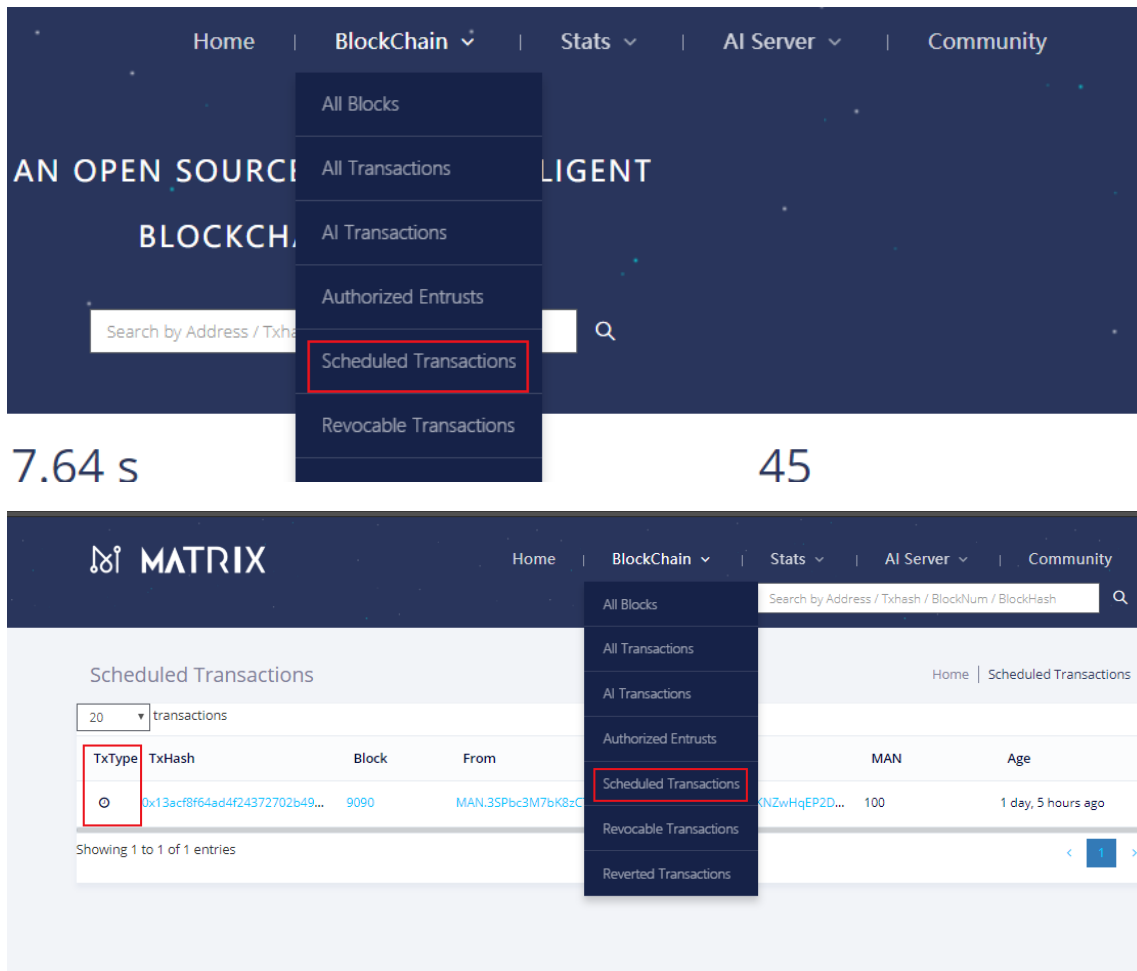 Home | BlockChain | Stats | AI Server | Community
All Blocks
AN OPEN SOURCE LIGENT
All Transactions
BLOCKCHA
AI Transactions
Authorized Entrusts
Search by Address / Txha
Scheduled Transactions
Revocable Transactions
7.64 s 45
MATRIX Home | BlockChain | Stats | AI Server | Community
All Blocks Search by Address / Txhash / BlockNum / BlockHash
All Transactions
Scheduled Transactions Home | Scheduled Transactions
AI Transactions
20 transactions
Authorized Entrusts
TxType TxHash Block From MAN Age
Scheduled Transactions
0x13acf8f64ad4f24372702b49... 9090 MAN.3SPbc3M7bK8zC KNZwHqEP2D... 100 1 day, 5 hours ago
Revocable Transactions
Showing 1 to 1 of 1 entries < 1 >
Reverted Transactions